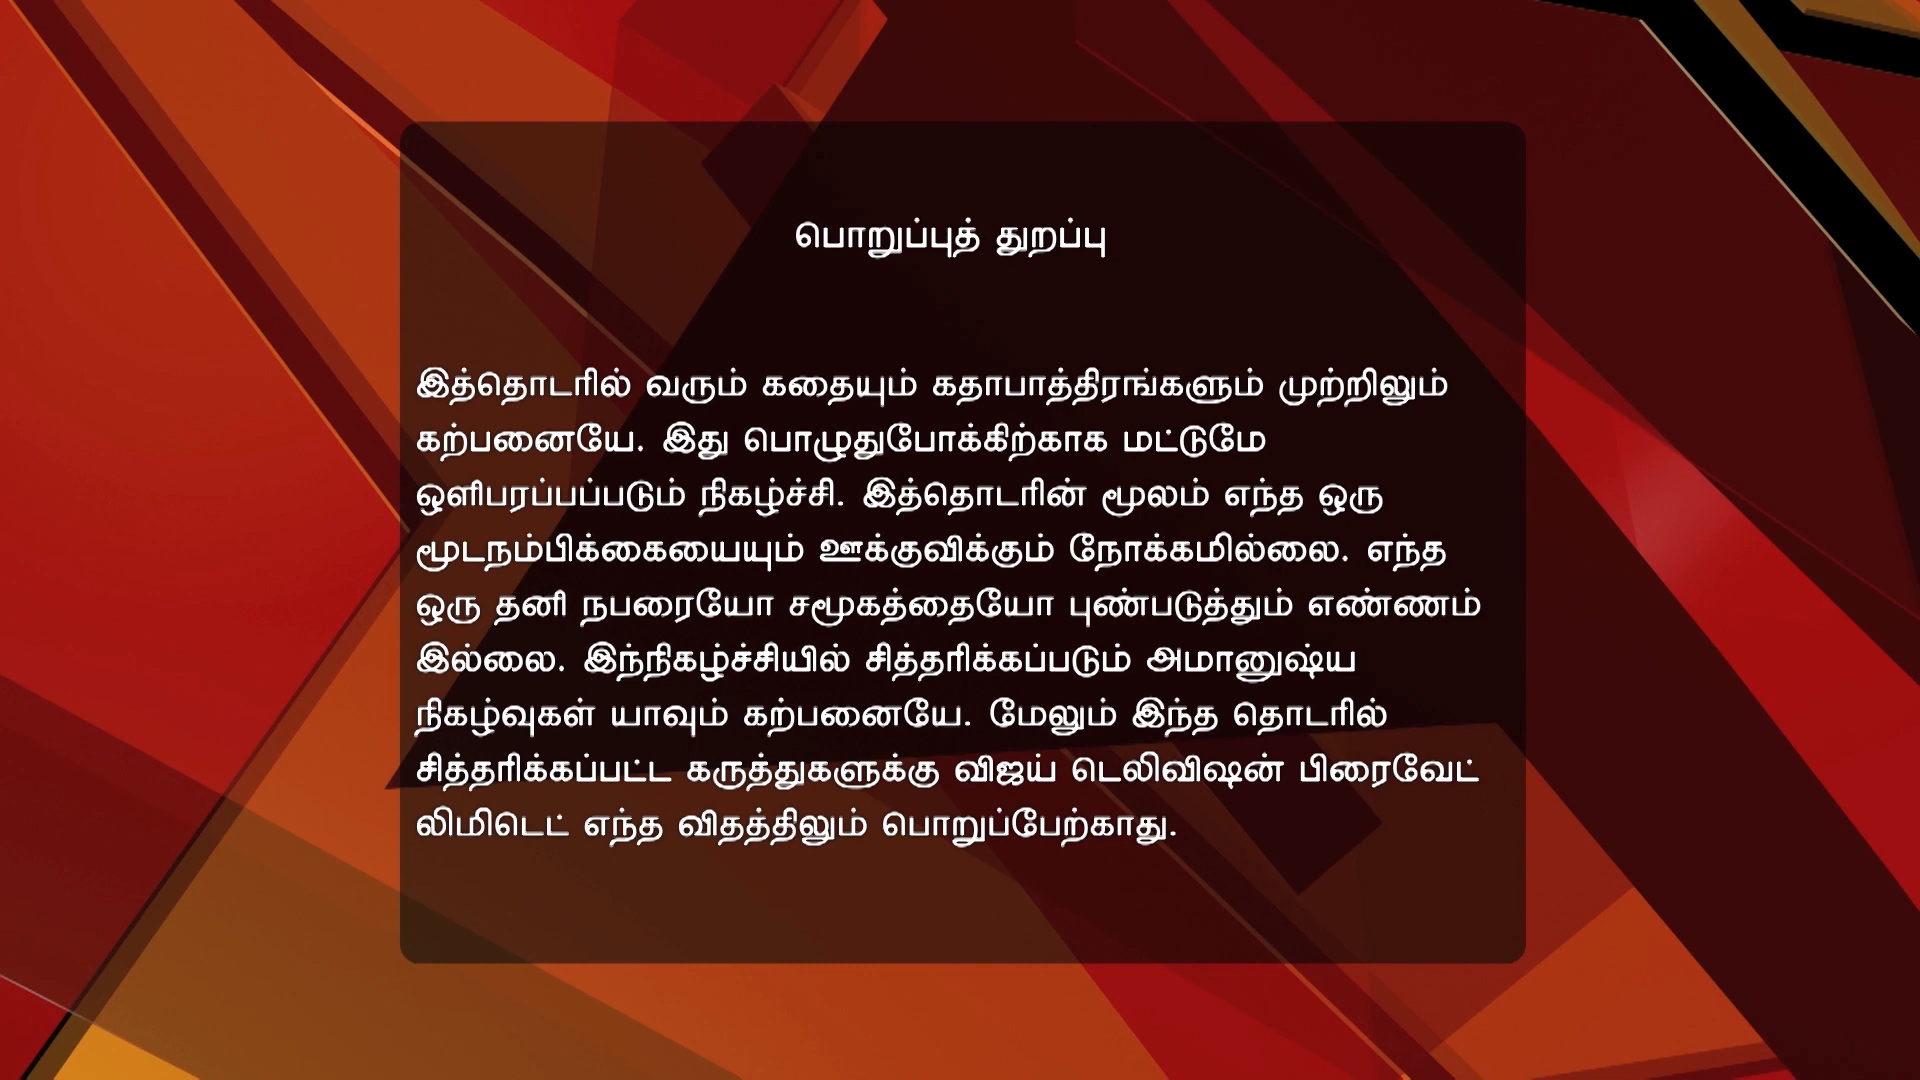 பொறுப்புத் துறப்பு
இத்தொடரில் வரும் கதையும் கதாபாத்திரங்களும் முற்றிலும்
கற்பனையே. இது பொழுதுபோக்கிற்காக மட்டுமே
ஒளிபரப்பப்படும் நிகழ்ச்சி. இத்தொடரின் மூலம் எந்த ஒரு
மூடநம்பிக்கையையும் ஊக்குவிக்கும் நோக்கமில்லை. எந்த
ஒரு தனி நபரையோ சமூகத்தையோ புண்படுத்தும் எண்ணம்
இல்லை. இந்நிகழ்ச்சியில் சித்தரிக்கப்படும் அமானுஷ்ய
நிகழ்வுகள் யாவும் கற்பனையே. மேலும் இந்த தொடரில்
சித்தரிக்கப்பட்ட கருத்துகளுக்கு விஜய் டெலிவிஷன் பிரைவேட்
லிமிடெட் எந்த விதத்திலும் பொறுப்பேற்காது.